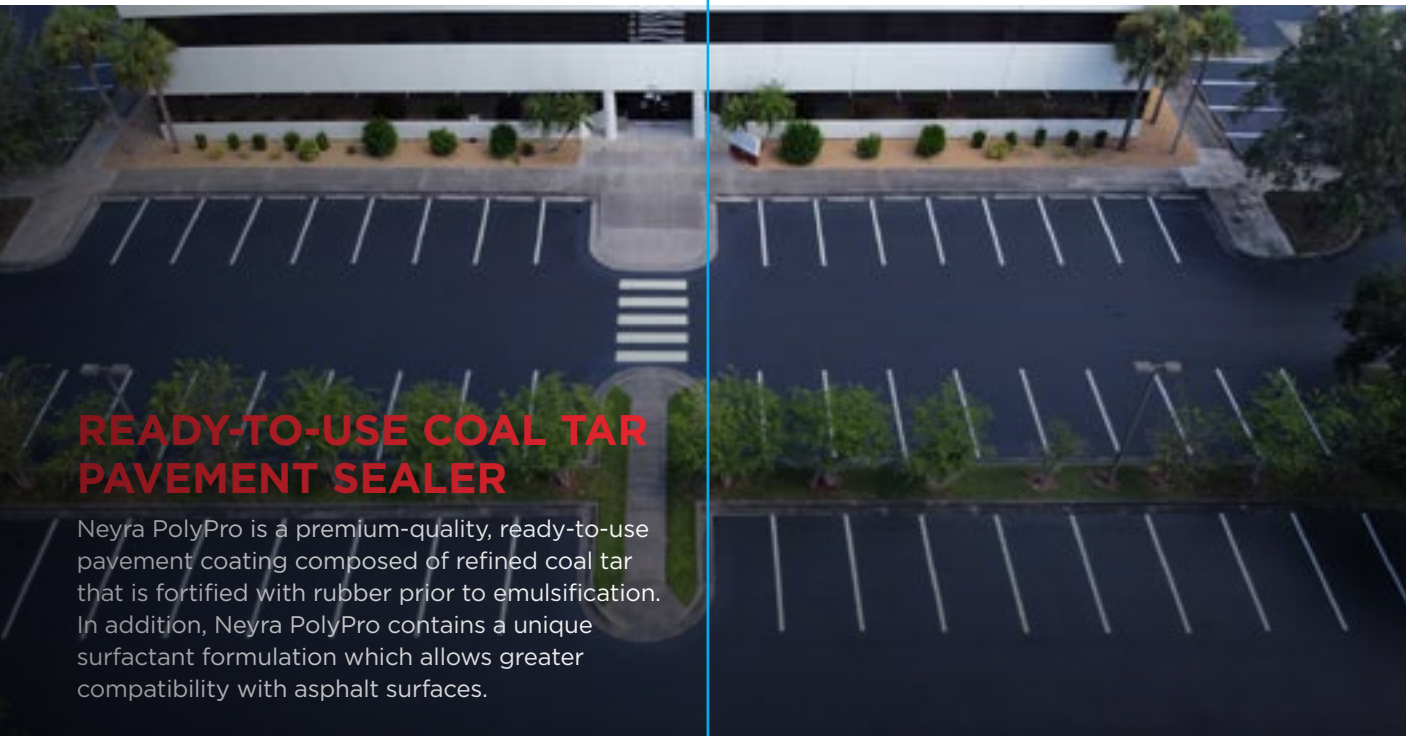 READY-TO-USE COAL TAR
PAVEMENT SEALER
Neyra PolyPro is a premium-quality, ready-to-use
pavement coating composed of refined coal tar
that is fortified with rubber prior to emulsification.
In addition, Neyra PolyPro contains a unique
surfactant formulation which allows greater
compatibility with asphalt surfaces.